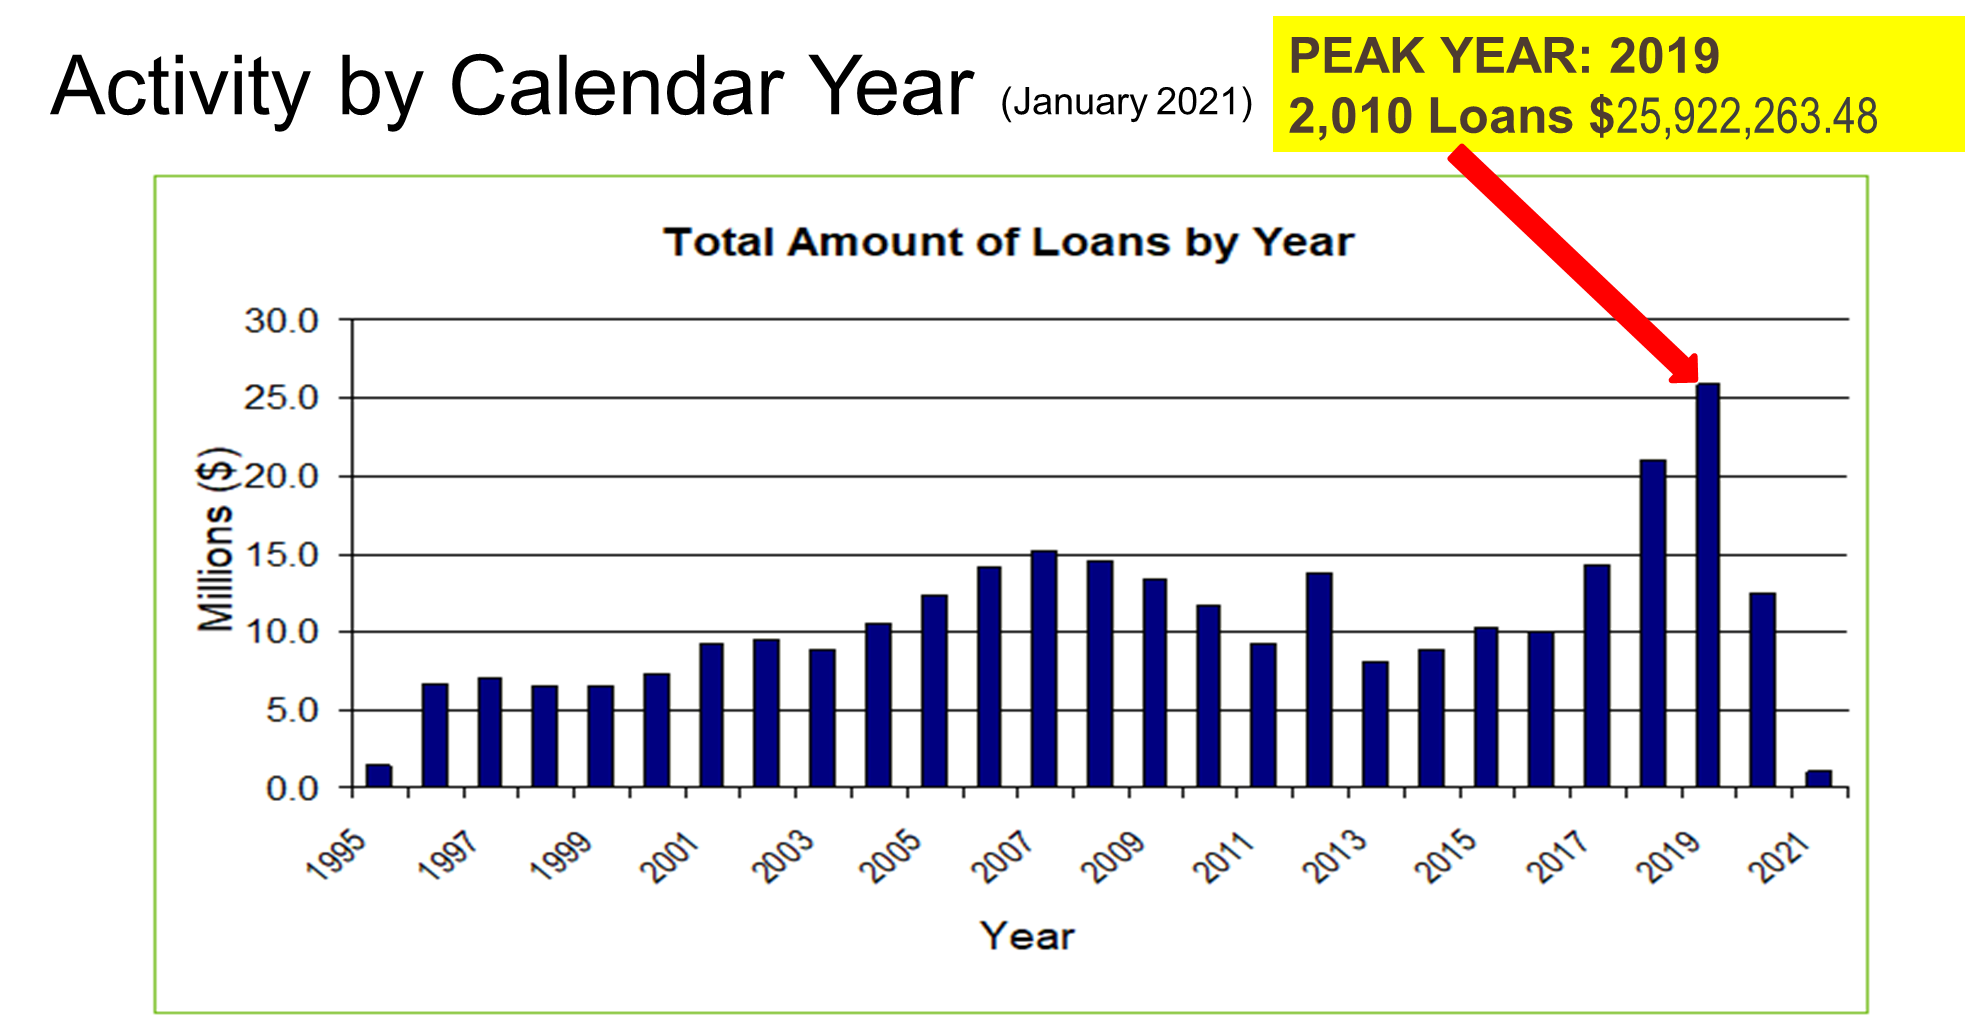 Activity by Calendar Year (January 2021)
PEAK YEAR: 2019
2,010 Loans $25,922,263.48
Total Amount of Loans by Year
Millions ($)
30.0
25.0
20.0
15.0
10.0
5.0
0.0
1995 1997 1999 2001 2003 2005 2007 2009 2011 2013 2015 2017 2019 2021
Year